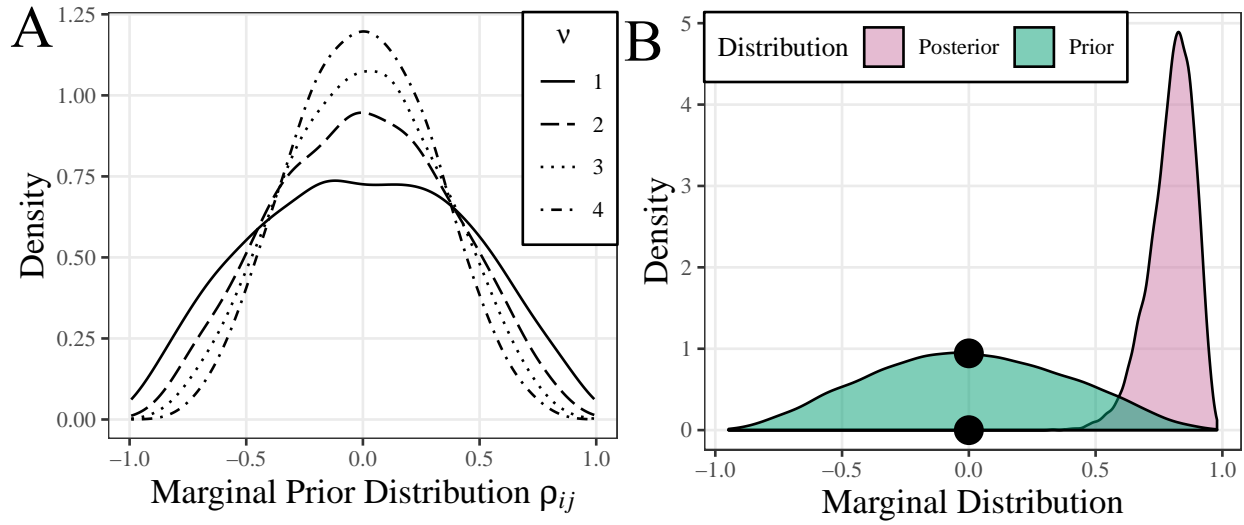 A
ν
1
2
3
4
1.25
1.00
0.75
0.50
0.25
0.00
Density
−1.0 −0.5 0.0 0.5 1.0
Marginal Prior Distribution ρij
B
Distribution Posterior Prior
5
4
3
2
1
0
Density
−1.0 −0.5 0.0 0.5 1.0
Marginal Distribution